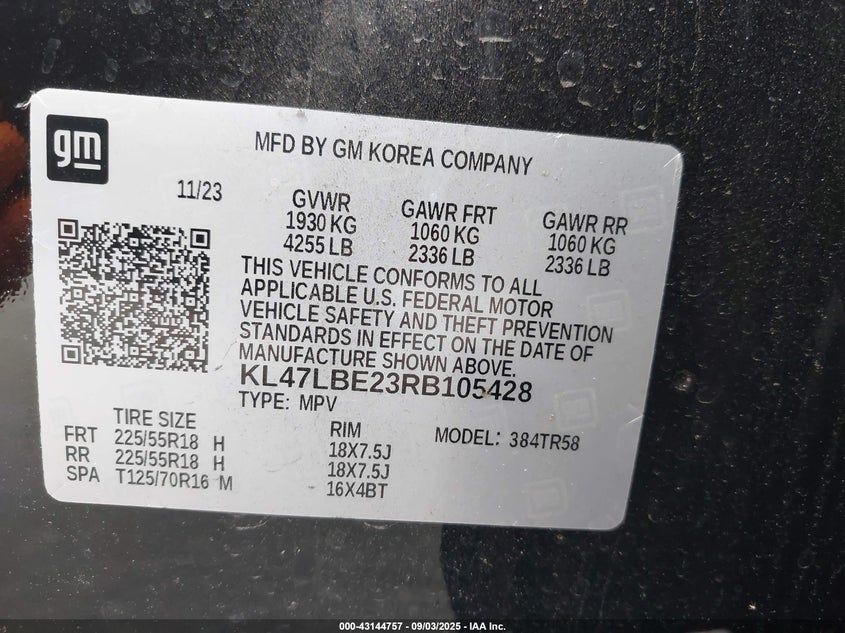 gm
MFD BY GM KOREA COMPANY
11/23
GVWR
1930 KG
4255 LB
GAWR FRT
1060 KG
2336 LB
GAWR RR
1060 KG
2336 LB
THIS VEHICLE CONFORMS TO ALL
APPLICABLE U.S. FEDERAL MOTOR
VEHICLE SAFETY AND THEFT PREVENTION
STANDARDS IN EFFECT ON THE DATE OF
MANUFACTURE SHOWN ABOVE.
KL47LBE23RB105428
TYPE: MPV
TIRE SIZE
FRT 225/55R18 H
RR 225/55R18 H
SPA T125/70R16 M
RIM
18X7.5J
18X7.5J
16X4BT
MODEL: 384TR58
000-43144757 - 09/03/2025 - IAA Inc.